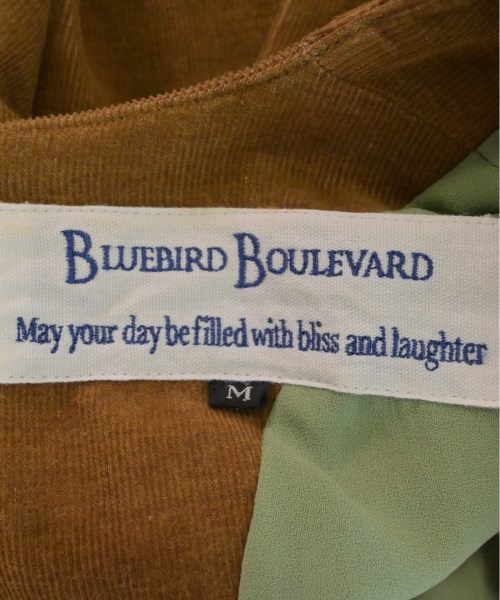 BLUEBIRD BOULEVARD
May your day be filled with bliss and laughter
M